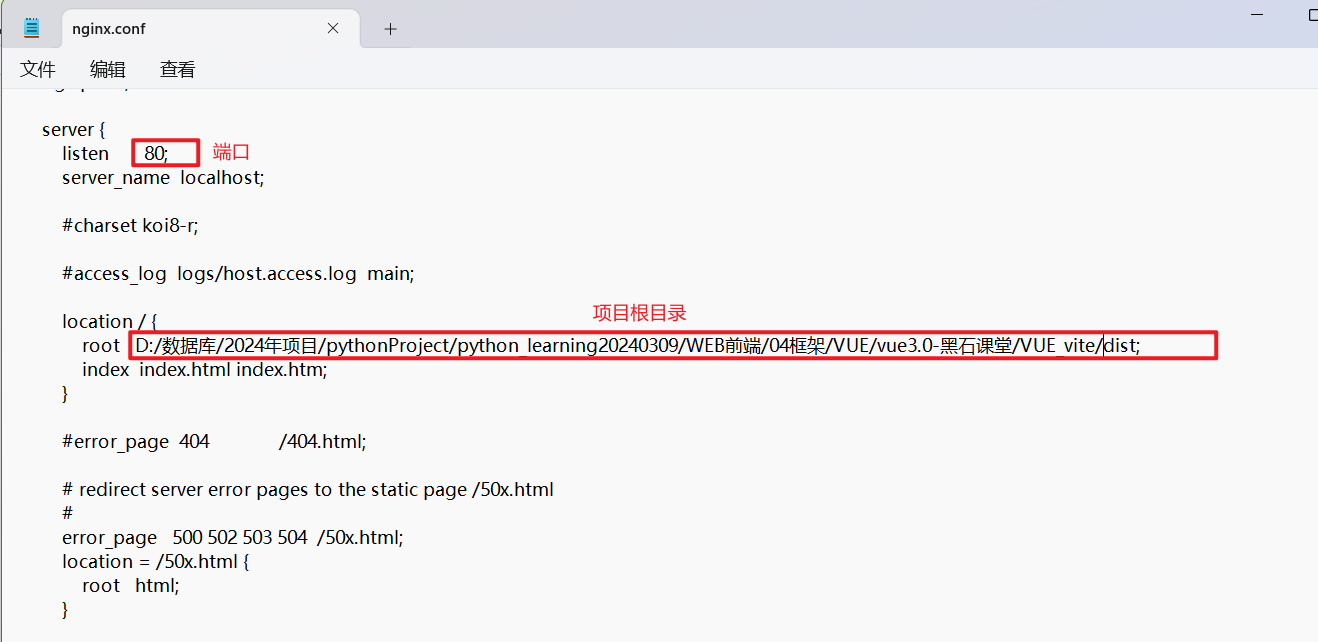 nginx.conf
文件 编辑 查看
server {
listen 80; 端口
server_name localhost;
#charset koi8-r;
#access_log logs/host.access.log main;
location / {
项目根目录
root D:/数据库/2024年项目/pythonProject/python_learning20240309/WEB前端/04框架/VUE/vue3.0-黑石课堂/VUE_vite/dist;
index index.html index.htm;
}
#error_page 404 /404.html;
# redirect server error pages to the static page /50x.html
#
error_page 500 502 503 504 /50x.html;
location = /50x.html {
root html;
}